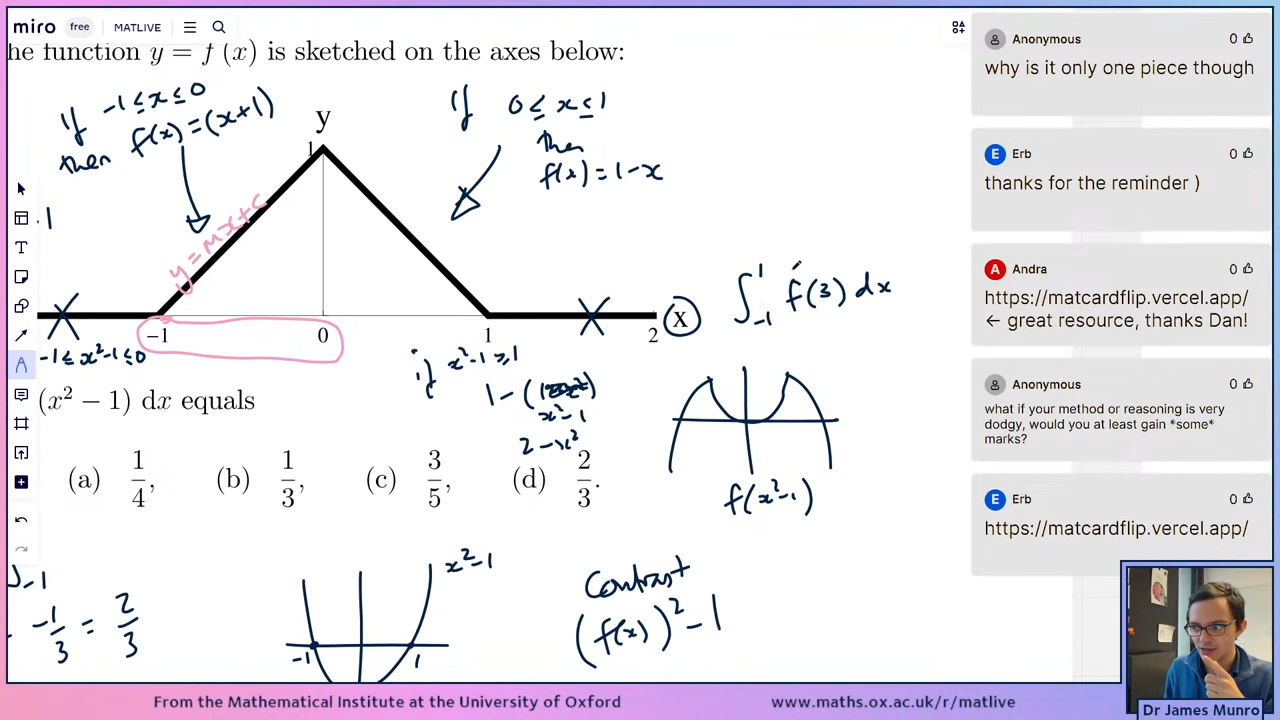 miro free MATLIVE
he function y = f (x) is sketched on the axes below:
If -1 ≤ x ≤ 0
then f(x) = (x+1)
If 0 ≤ x ≤ 1
then
f(x) = 1-x
y
1
y = mx+c
-1
−1 0 1 2 x
-1 ≤ x²-1 ≤ 0
if x²-1 ≥ 1
1 - (
x²-1
2 - x²
∫₋₁¹ f(3) dx
f(x²-1)
(x² − 1) dx equals
(a) 1/4, (b) 1/3, (c) 3/5, (d) 2/3.
-1
-1/3 = 2/3
x²-1
-1 1
Contrast
(f(x))² - 1
Anonymous 0
why is it only one piece though
E Erb 0
thanks for the reminder )
A Andra 0
https://matcardflip.vercel.app/
← great resource, thanks Dan!
Anonymous 0
what if your method or reasoning is very
dodgy, would you at least gain *some*
marks?
E Erb 0
https://matcardflip.vercel.app/
From the Mathematical Institute at the University of Oxford www.maths.ox.ac.uk/r/matlive
Dr James Munro